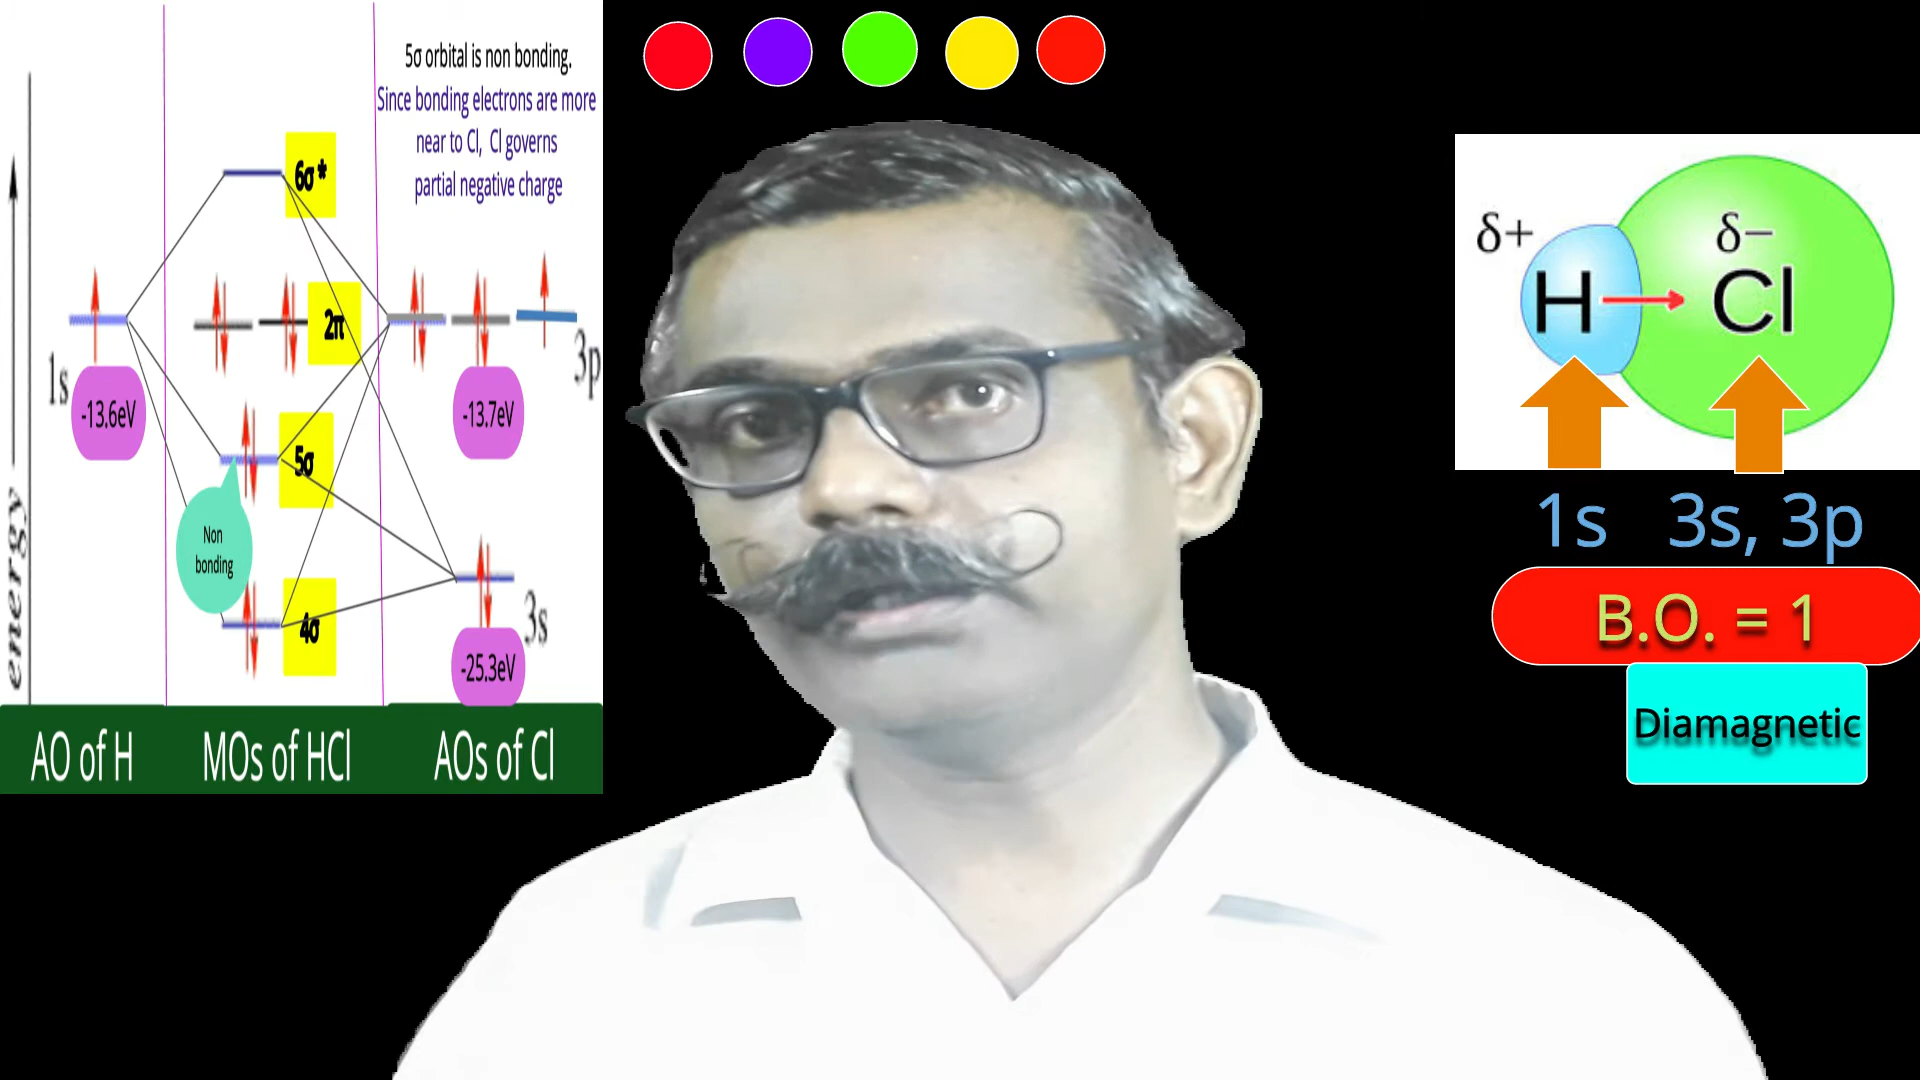 5σ orbital is non bonding.
Since bonding electrons are more
near to Cl, Cl governs
partial negative charge
6σ*
2π
1s
3p
-13.6eV
-13.7eV
5σ
Non
bonding
4σ
3s
-25.3eV
energy
AO of H
MOs of HCl
AOs of Cl
δ+
δ−
H
Cl
1s 3s, 3p
B.O. = 1
Diamagnetic